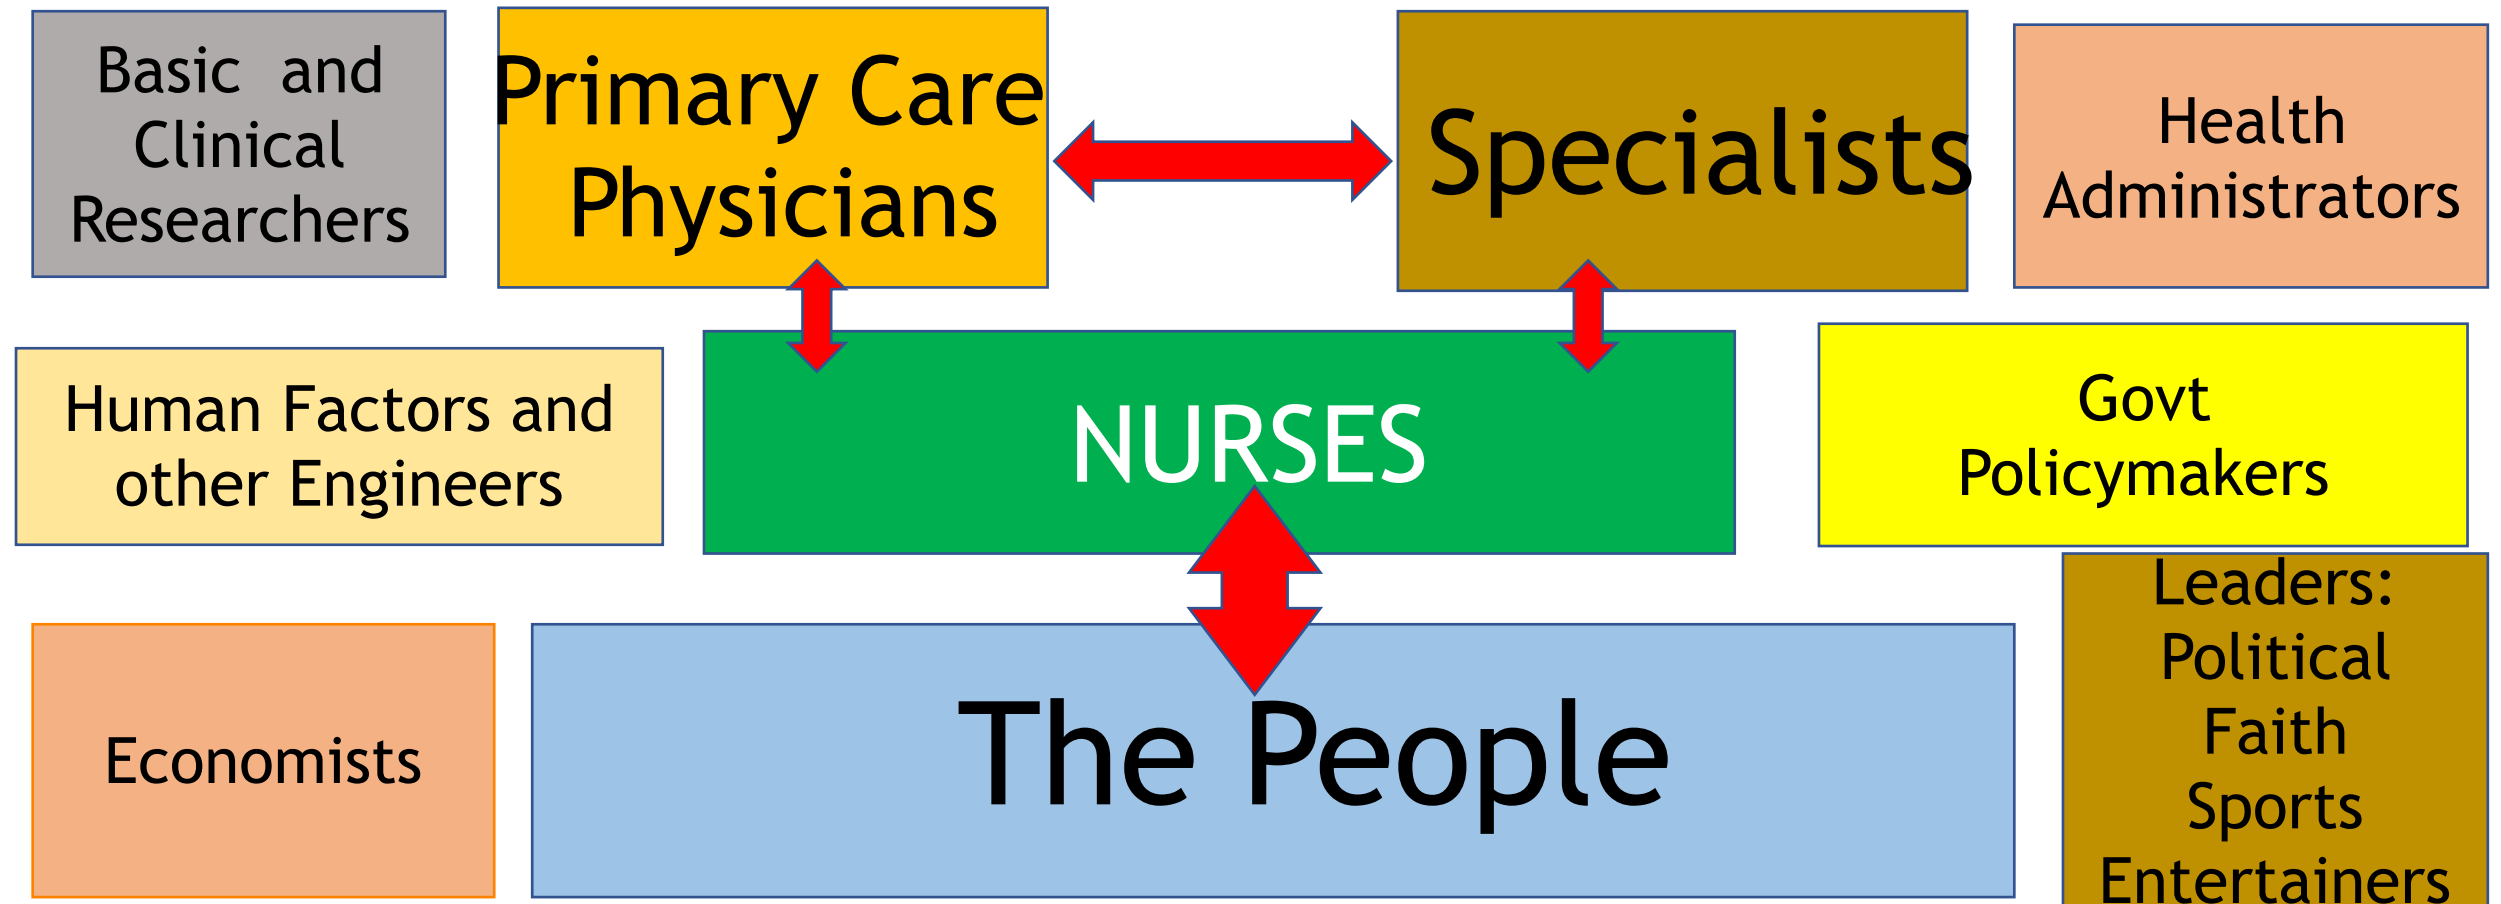 Basic and
Clinical
Researchers
Primary Care
Physicians
Specialists
Health
Administrators
Human Factors and
other Engineers
NURSES
Govt
Policymakers
Economists
The People
Leaders:
Political
Faith
Sports
Entertainers